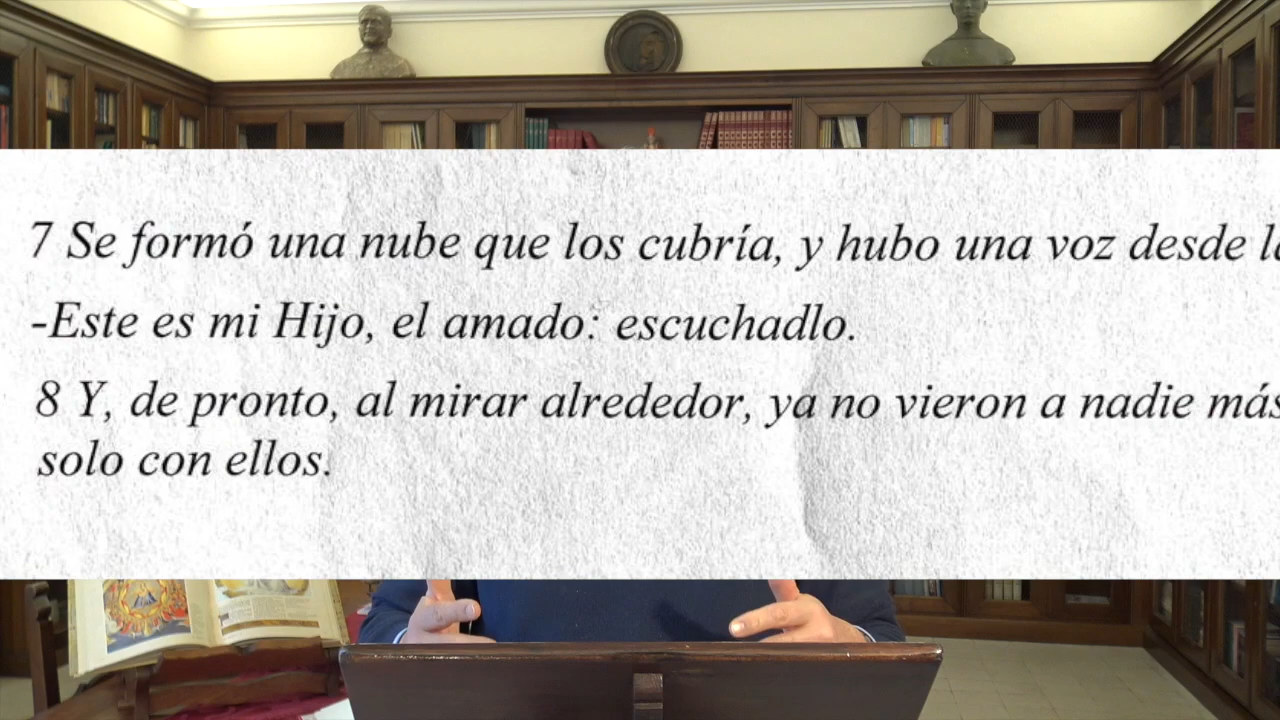 7 Se formó una nube que los cubría, y hubo una voz desde
-Este es mi Hijo, el amado: escuchadlo.
8 Y, de pronto, al mirar alrededor, ya no vieron a nadie más
solo con ellos.